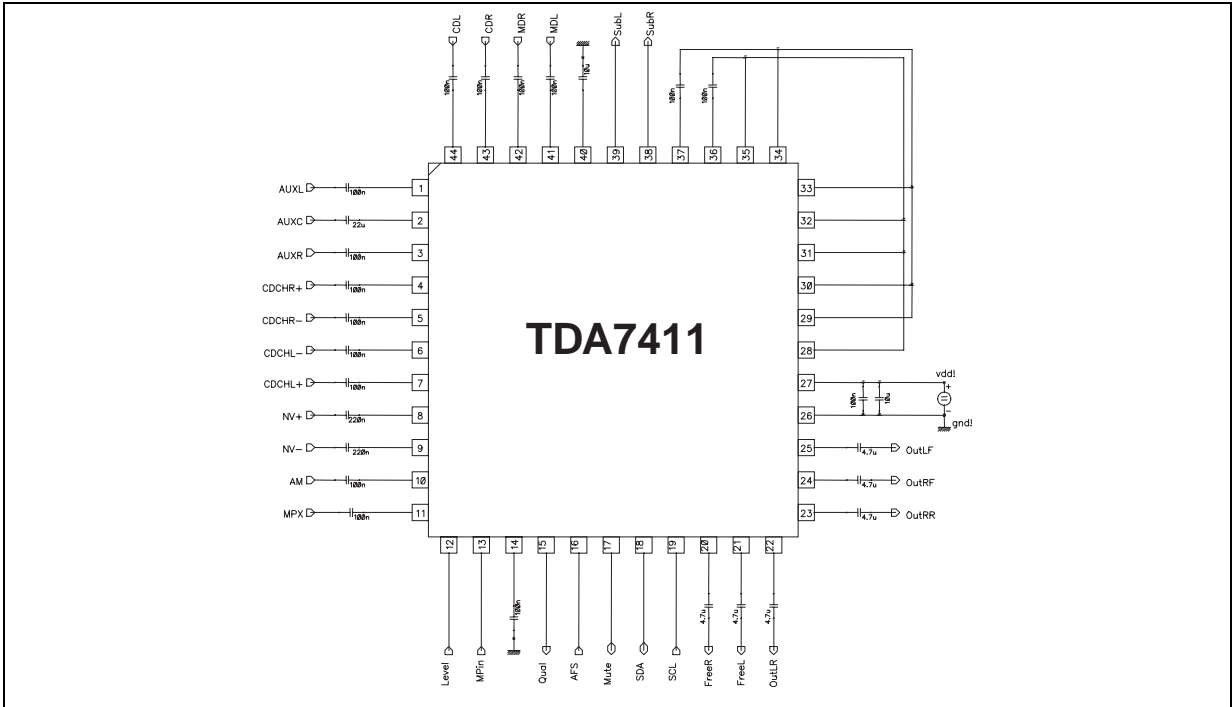 CDL
CDR
MDR
MDL
SubL
SubR
100n
100n
100n
100n
10u
100n
100n
44
43
42
41
40
39
38
37
36
35
34
AUXL
100n
1
AUXC
22u
2
AUXR
100n
3
CDCHR+
100n
4
CDCHR-
100n
5
CDCHL-
100n
6
CDCHL+
100n
7
NV+
220n
8
NV-
220n
9
AM
100n
10
MPX
100n
11
TDA7411
33
32
31
30
29
28
27
26
vdd!
+
-
gnd!
100n
10u
25
4.7u
OutLF
24
4.7u
OutRF
23
4.7u
OutRR
12
13
14
15
16
17
18
19
20
21
22
100n
4.7u
4.7u
4.7u
Level
MPin
Qual
AFS
Mute
SDA
SCL
FreeR
FreeL
OutLR